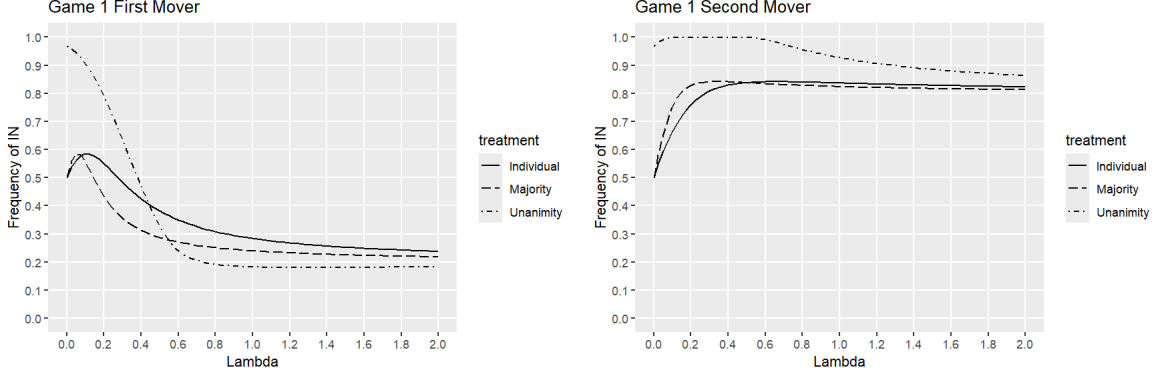 Game 1 First Mover
Frequency of IN
1.0
0.9
0.8
0.7
0.6
0.5
0.4
0.3
0.2
0.1
0.0
0.0 0.2 0.4 0.6 0.8 1.0 1.2 1.4 1.6 1.8 2.0
Lambda
treatment
Individual
Majority
Unanimity
Game 1 Second Mover
Frequency of IN
1.0
0.9
0.8
0.7
0.6
0.5
0.4
0.3
0.2
0.1
0.0
0.0 0.2 0.4 0.6 0.8 1.0 1.2 1.4 1.6 1.8 2.0
Lambda
treatment
Individual
Majority
Unanimity